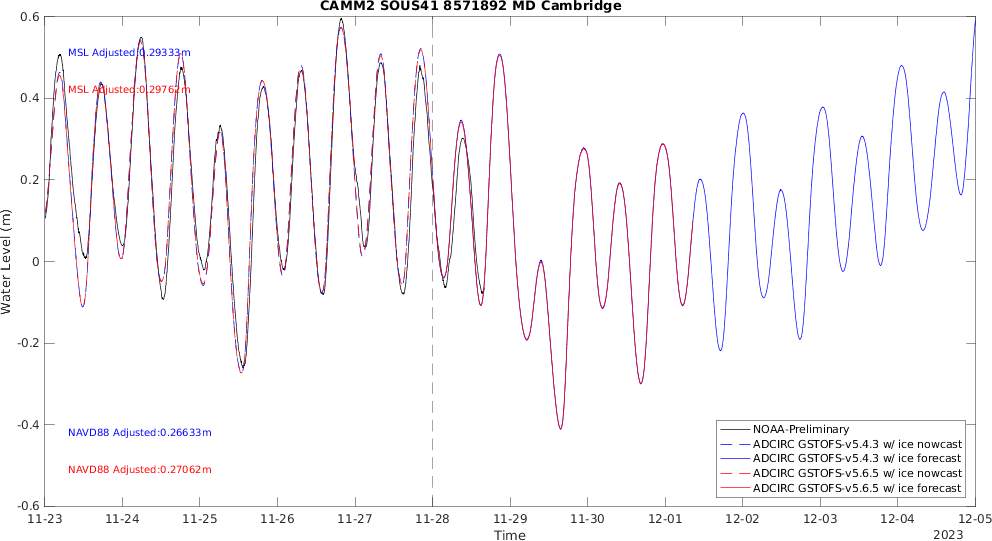 CAMM2 SOUS41 8571892 MD Cambridge
MSL Adjusted:0.29333m
MSL Adjusted:0.29762m
NAVD88 Adjusted:0.26633m
NAVD88 Adjusted:0.27062m
Water Level (m)
0.6
0.4
0.2
0
-0.2
-0.4
-0.6
NOAA-Preliminary
ADCIRC GSTOFS-v5.4.3 w/ ice nowcast
ADCIRC GSTOFS-v5.4.3 w/ ice forecast
ADCIRC GSTOFS-v5.6.5 w/ ice nowcast
ADCIRC GSTOFS-v5.6.5 w/ ice forecast
11-23 11-24 11-25 11-26 11-27 11-28 11-29 11-30 12-01 12-02 12-03 12-04 12-05
Time
2023